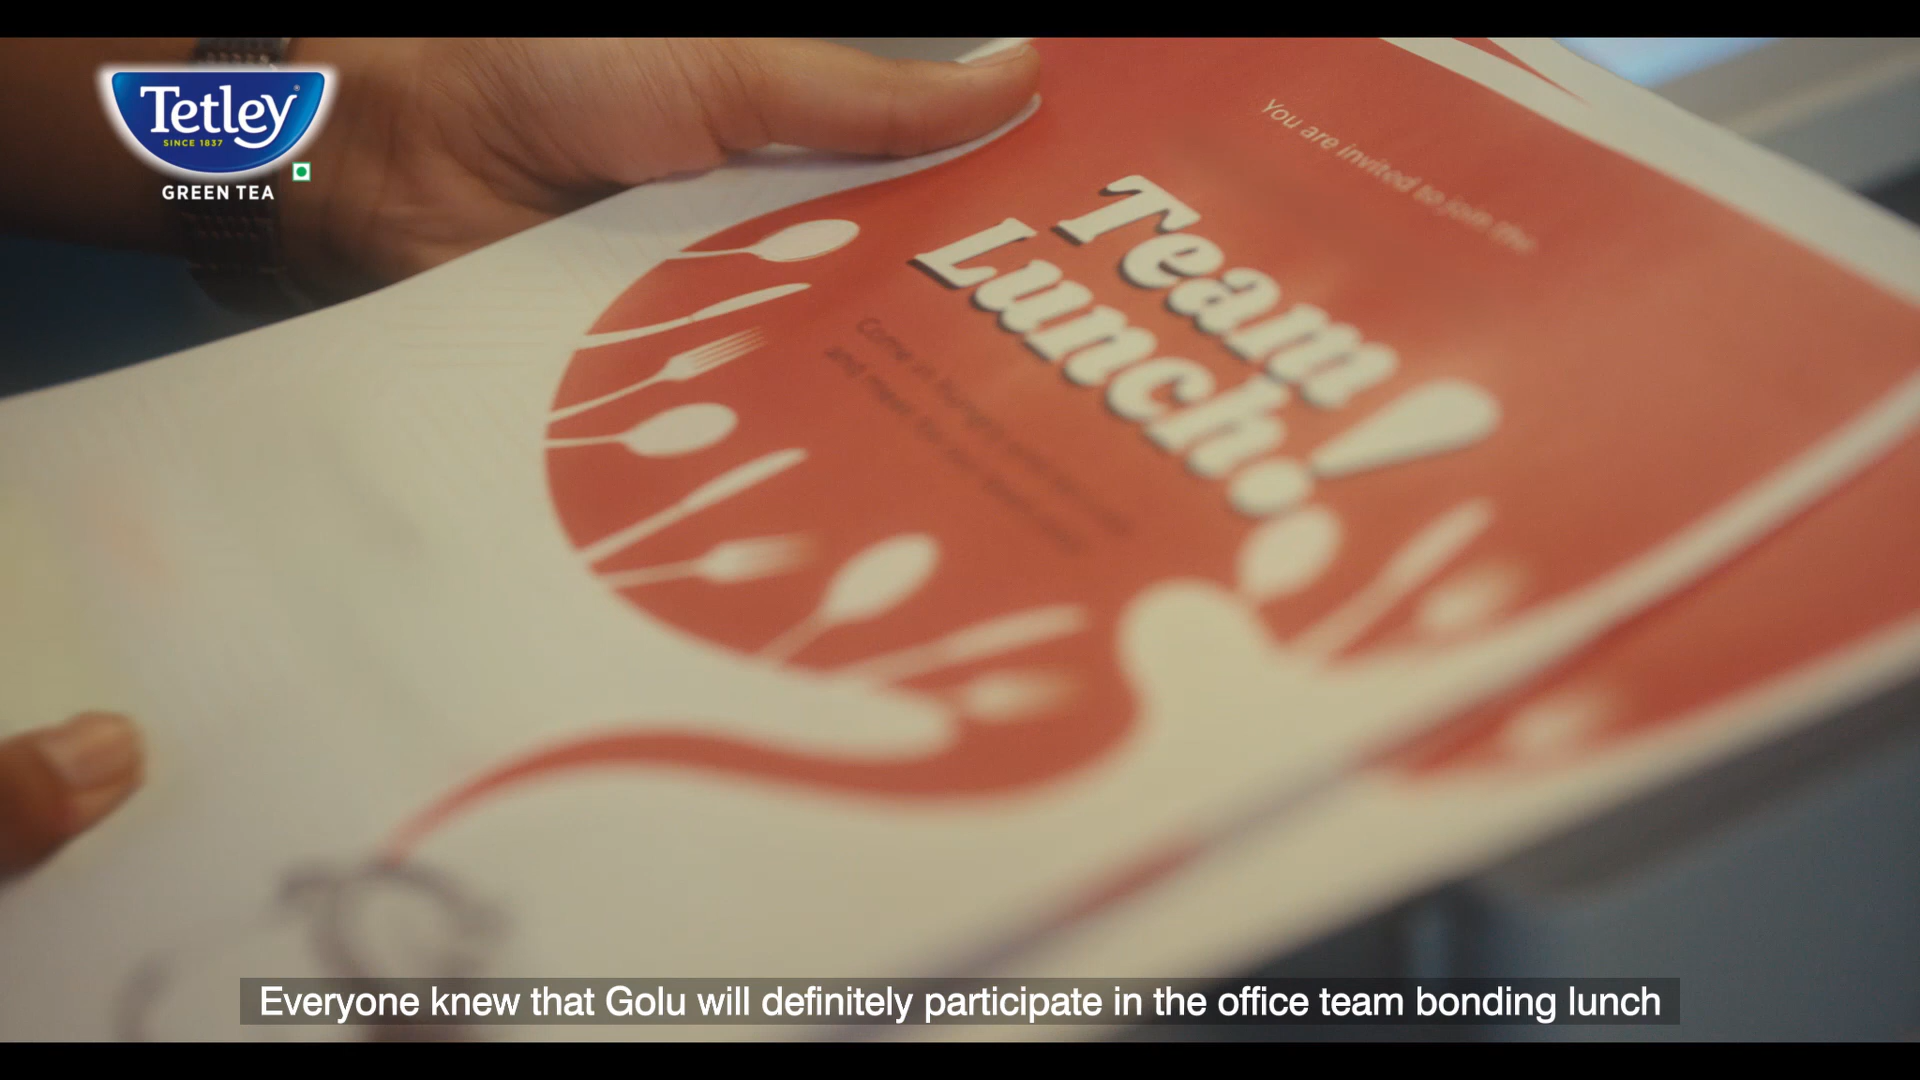 Tetley
SINCE 1837
GREEN TEA
You are invited to join the
Team
Lunch!
Everyone knew that Golu will definitely participate in the office team bonding lunch